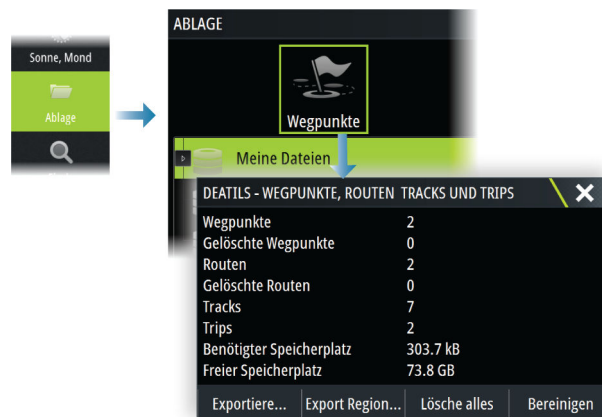 Sonne, Mond
Ablage
ABLAGE
Wegpunkte
Meine Dateien
DEATILS - WEGPUNKTE, ROUTEN TRACKS UND TRIPS
Wegpunkte 2
Gelöschte Wegpunkte 0
Routen 2
Gelöschte Routen 0
Tracks 7
Trips 2
Benötigter Speicherplatz 303.7 kB
Freier Speicherplatz 73.8 GB
Exportiere... Export Region... Lösche alles Bereinigen